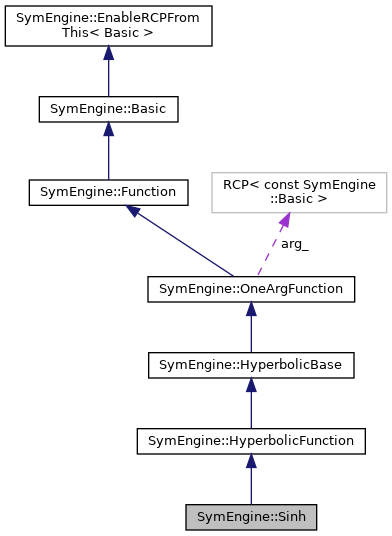 SymEngine::EnableRCPFrom
This< Basic >
SymEngine::Basic
SymEngine::Function
RCP< const SymEngine
::Basic >
arg_
SymEngine::OneArgFunction
SymEngine::HyperbolicBase
SymEngine::HyperbolicFunction
SymEngine::Sinh